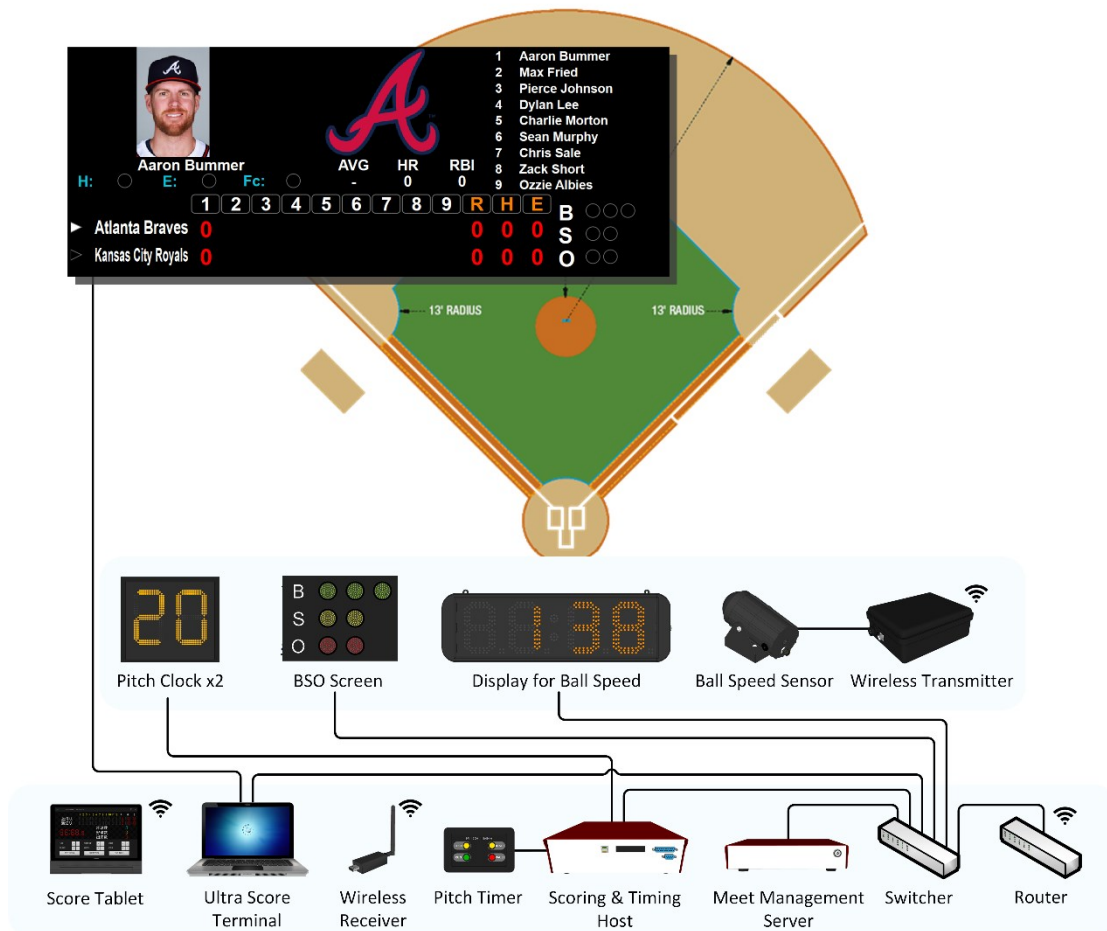 1 Aaron Bummer
2 Max Fried
3 Pierce Johnson
4 Dylan Lee
5 Charlie Morton
6 Sean Murphy
7 Chris Sale
8 Zack Short
9 Ozzie Albies
Aaron Bummer
AVG HR RBI
- 0 0
H: E: Fc:
1 2 3 4 5 6 7 8 9 R H E
Atlanta Braves 0 0 0 0
Kansas City Royals 0 0 0 0
B
S
O
13' RADIUS
13' RADIUS
20
B
S
O
1 38
Pitch Clock x2
BSO Screen
Display for Ball Speed
Ball Speed Sensor
Wireless Transmitter
Score Tablet
Ultra Score
Terminal
Wireless
Receiver
Pitch Timer
Scoring & Timing
Host
Meet Management
Server
Switcher
Router